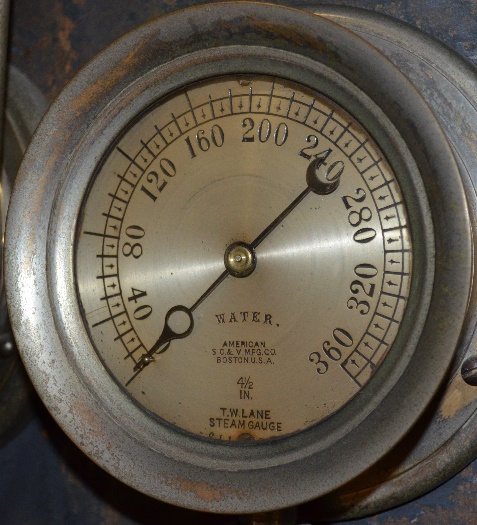 40
80
120
160
200
240
280
320
360
WATER.
AMERICAN
S.G.& V.MFG.CO.
BOSTON.U.S.A.
4½
IN.
T.W.LANE
STEAM GAUGE